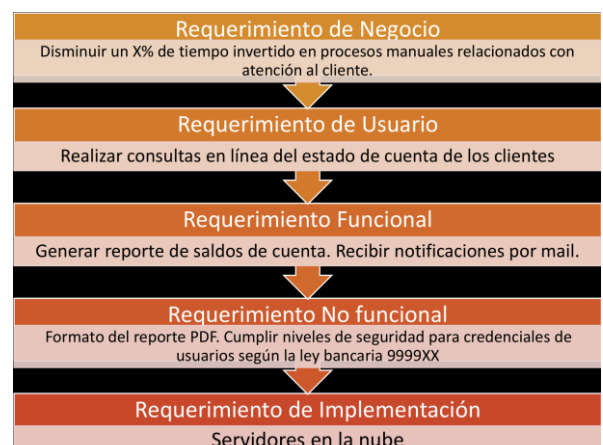 Requerimiento de Negocio
Disminuir un X% de tiempo invertido en procesos manuales relacionados con
atención al cliente.
Requerimiento de Usuario
Realizar consultas en línea del estado de cuenta de los clientes
Requerimiento Funcional
Generar reporte de saldos de cuenta. Recibir notificaciones por mail.
Requerimiento No funcional
Formato del reporte PDF. Cumplir niveles de seguridad para credenciales de
usuarios según la ley bancaria 9999XX
Requerimiento de Implementación
Servidores en la nube